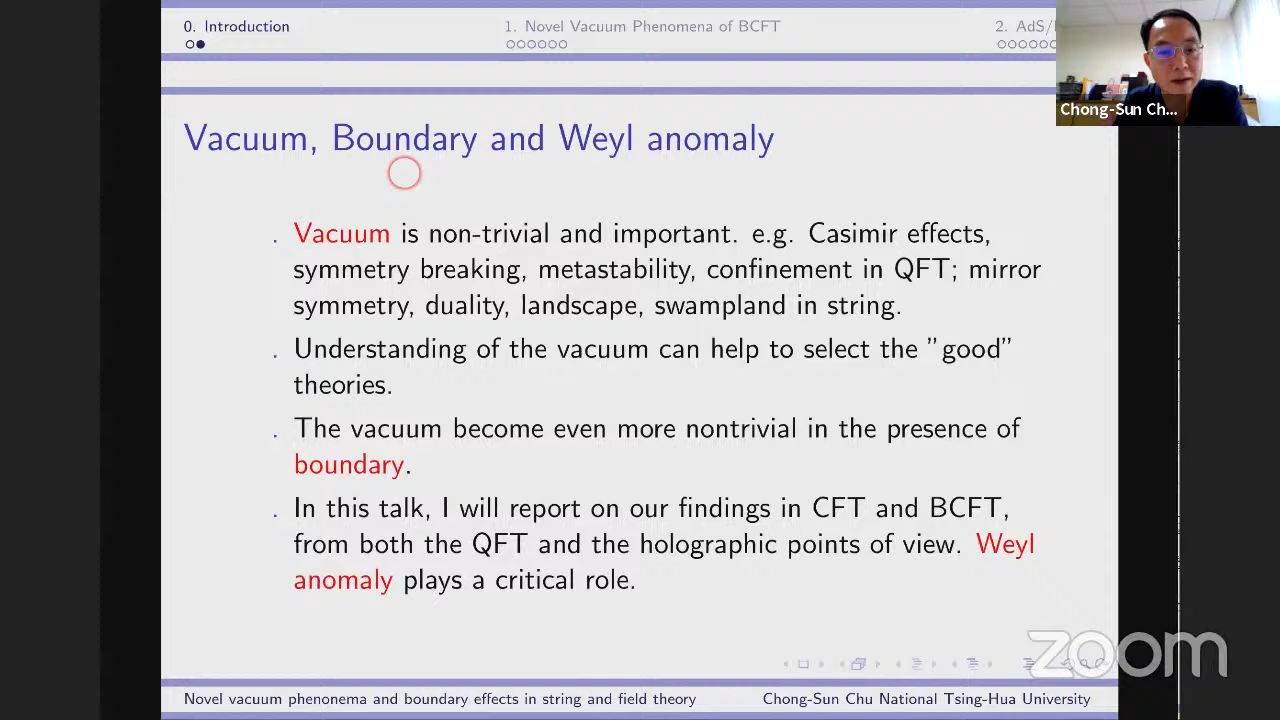 0. Introduction
1. Novel Vacuum Phenomena of BCFT
2. AdS/
Chong-Sun Ch...
Vacuum, Boundary and Weyl anomaly
. Vacuum is non-trivial and important. e.g. Casimir effects,
symmetry breaking, metastability, confinement in QFT; mirror
symmetry, duality, landscape, swampland in string.
. Understanding of the vacuum can help to select the "good"
theories.
. The vacuum become even more nontrivial in the presence of
boundary.
. In this talk, I will report on our findings in CFT and BCFT,
from both the QFT and the holographic points of view. Weyl
anomaly plays a critical role.
zoom
Novel vacuum phenonema and boundary effects in string and field theory
Chong-Sun Chu National Tsing-Hua University